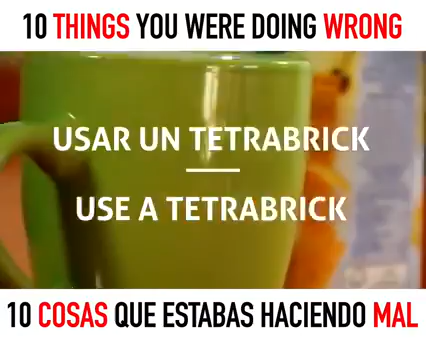 10 THINGS YOU WERE DOING WRONG
USAR UN TETRABRICK
USE A TETRABRICK
10 COSAS QUE ESTABAS HACIENDO MAL